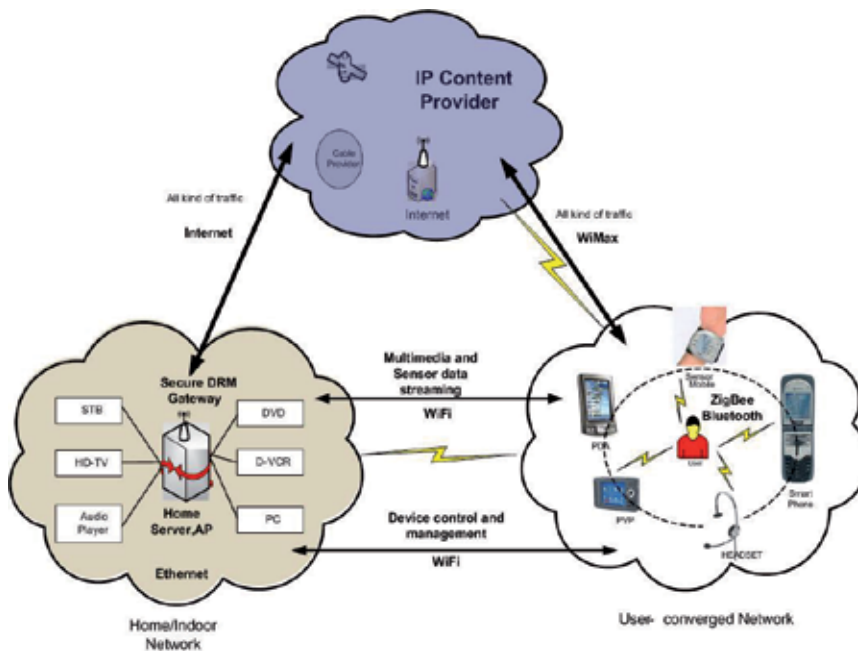 IP Content
Provider
Cable
Provider
Internet
All kind of traffic
Internet
All kind of traffic
WiMax
Secure DRM
Gateway
STB
HD-TV
Audio
Player
DVD
D-VCR
PC
Home
Server,AP
Ethernet
Home/Indoor
Network
Multimedia and
Sensor data
streaming
WiFi
Device control and
management
WiFi
Sensor
Mobile
ZigBee
Bluetooth
PDA
User
PVP
HEADSET
Smart
Phone
User- converged Network